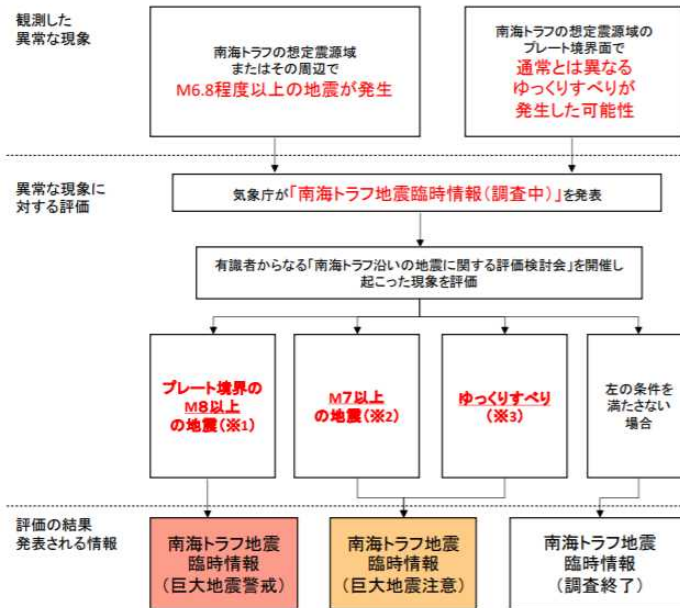 観測した
異常な現象
南海トラフの想定震源域
またはその周辺で
M6.8程度以上の地震が発生
南海トラフの想定震源域の
プレート境界面で
通常とは異なる
ゆっくりすべりが
発生した可能性
異常な現象に
対する評価
気象庁が「南海トラフ地震臨時情報(調査中)」を発表
有識者からなる「南海トラフ沿いの地震に関する評価検討会」を開催し
起こった現象を評価
プレート境界の
M8以上
の地震(※1)
M7以上
の地震(※2)
ゆっくりすべり
(※3)
左の条件を
満たさない
場合
評価の結果
発表される情報
南海トラフ地震
臨時情報
(巨大地震警戒)
南海トラフ地震
臨時情報
(巨大地震注意)
南海トラフ地震
臨時情報
(調査終了)